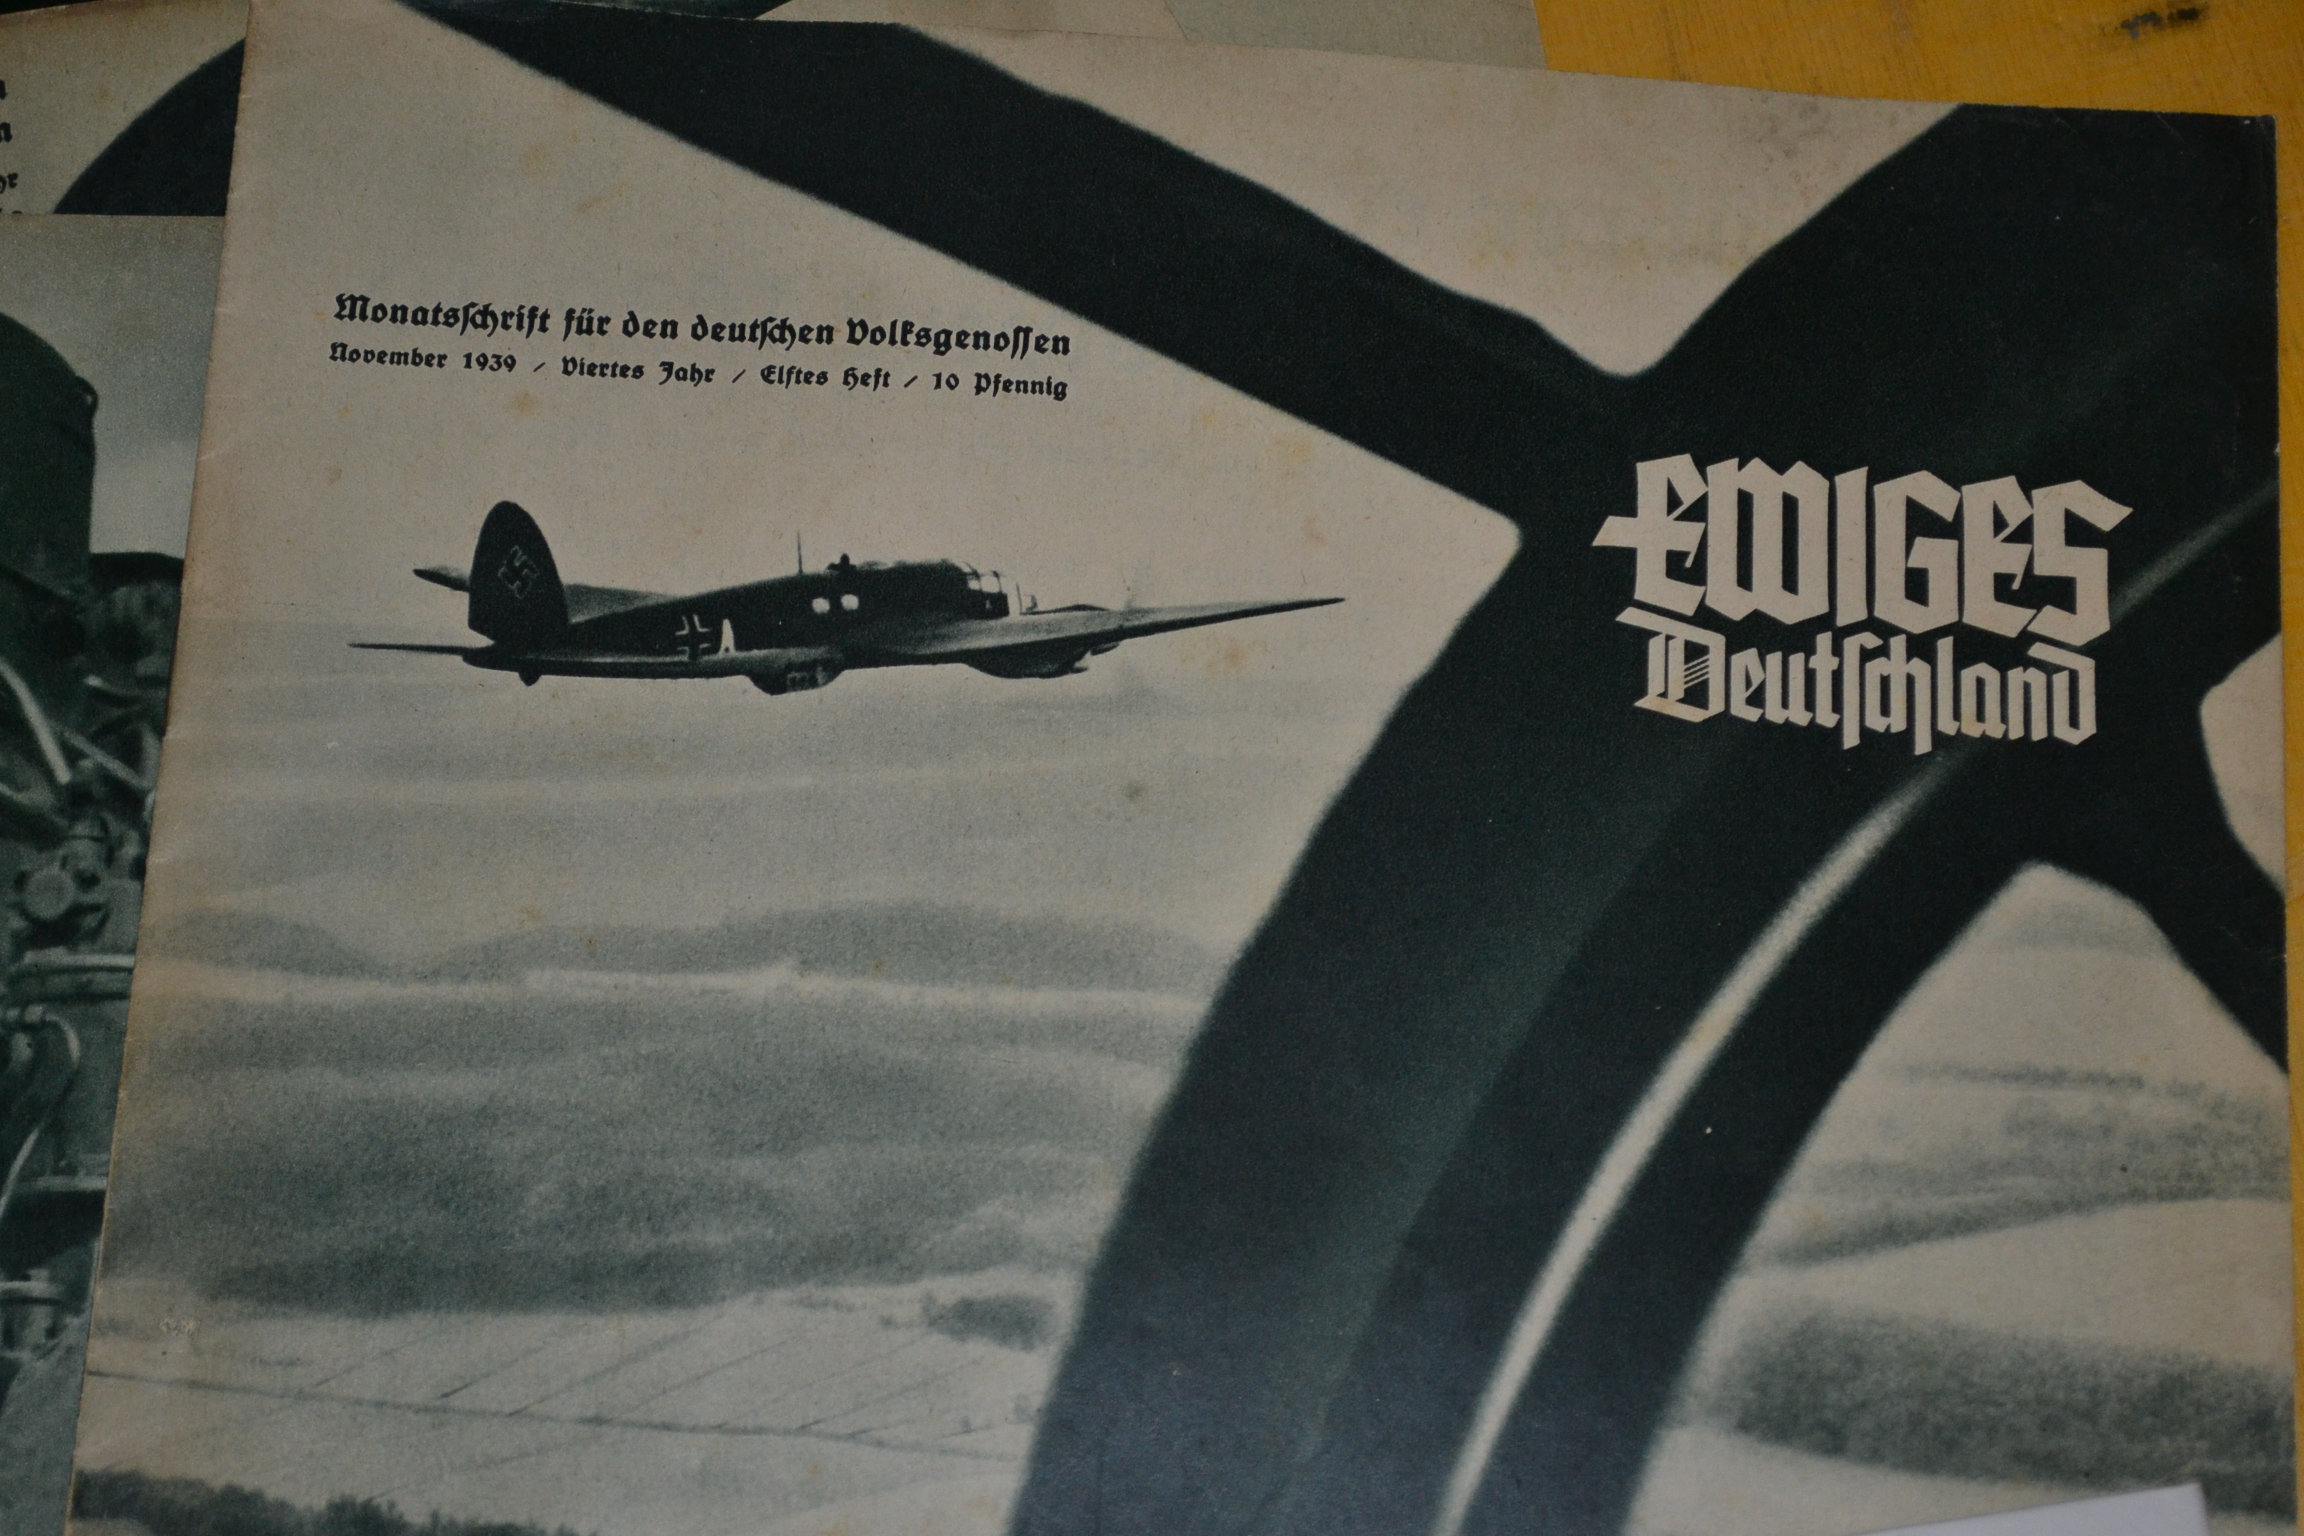 Monatsschrift für den deutschen Volksgenossen
November 1939 / Viertes Jahr / Elftes Heft / 10 Pfennig
EWIGES
Deutschland
A